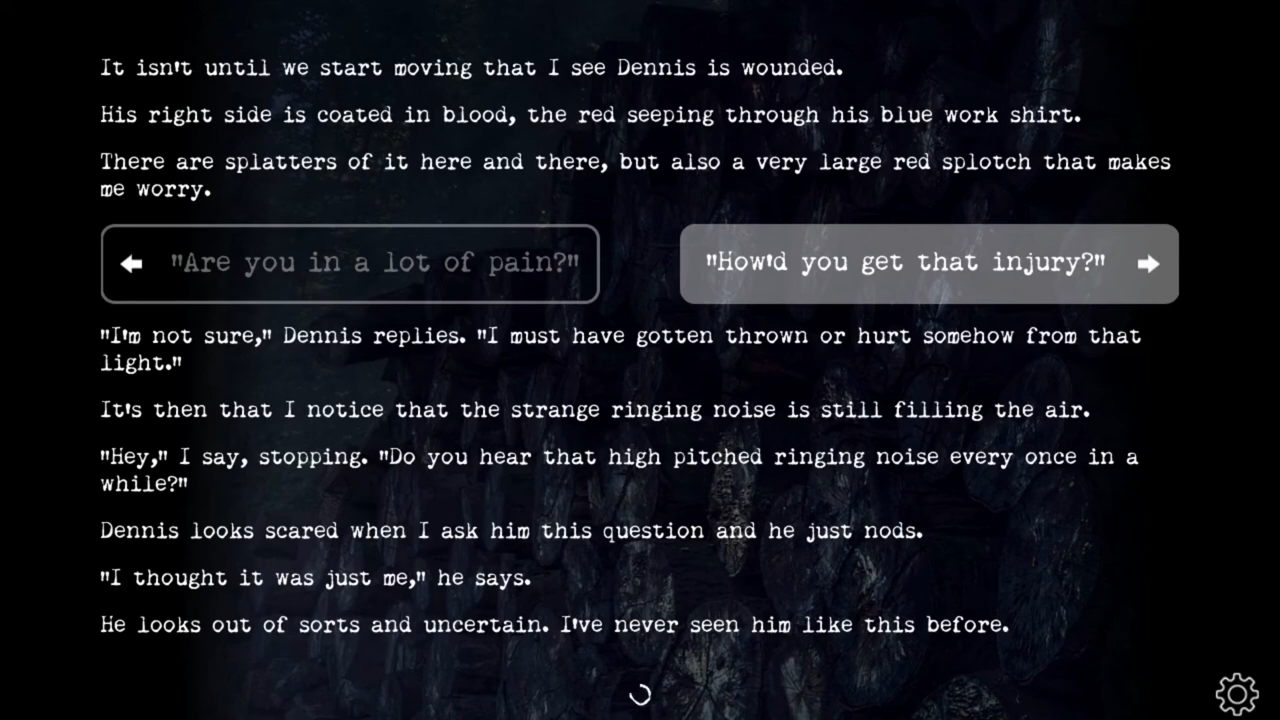 It isn't until we start moving that I see Dennis is wounded.
His right side is coated in blood, the red seeping through his blue work shirt.
There are splatters of it here and there, but also a very large red splotch that makes
me worry.
"Are you in a lot of pain?"
"How'd you get that injury?"
"I'm not sure," Dennis replies. "I must have gotten thrown or hurt somehow from that
light."
It's then that I notice that the strange ringing noise is still filling the air.
"Hey," I say, stopping. "Do you hear that high pitched ringing noise every once in a
while?"
Dennis looks scared when I ask him this question and he just nods.
"I thought it was just me," he says.
He looks out of sorts and uncertain. I've never seen him like this before.